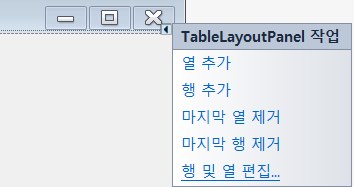 TableLayoutPanel 작업
열 추가
행 추가
마지막 열 제거
마지막 행 제거
행 및 열 편집...